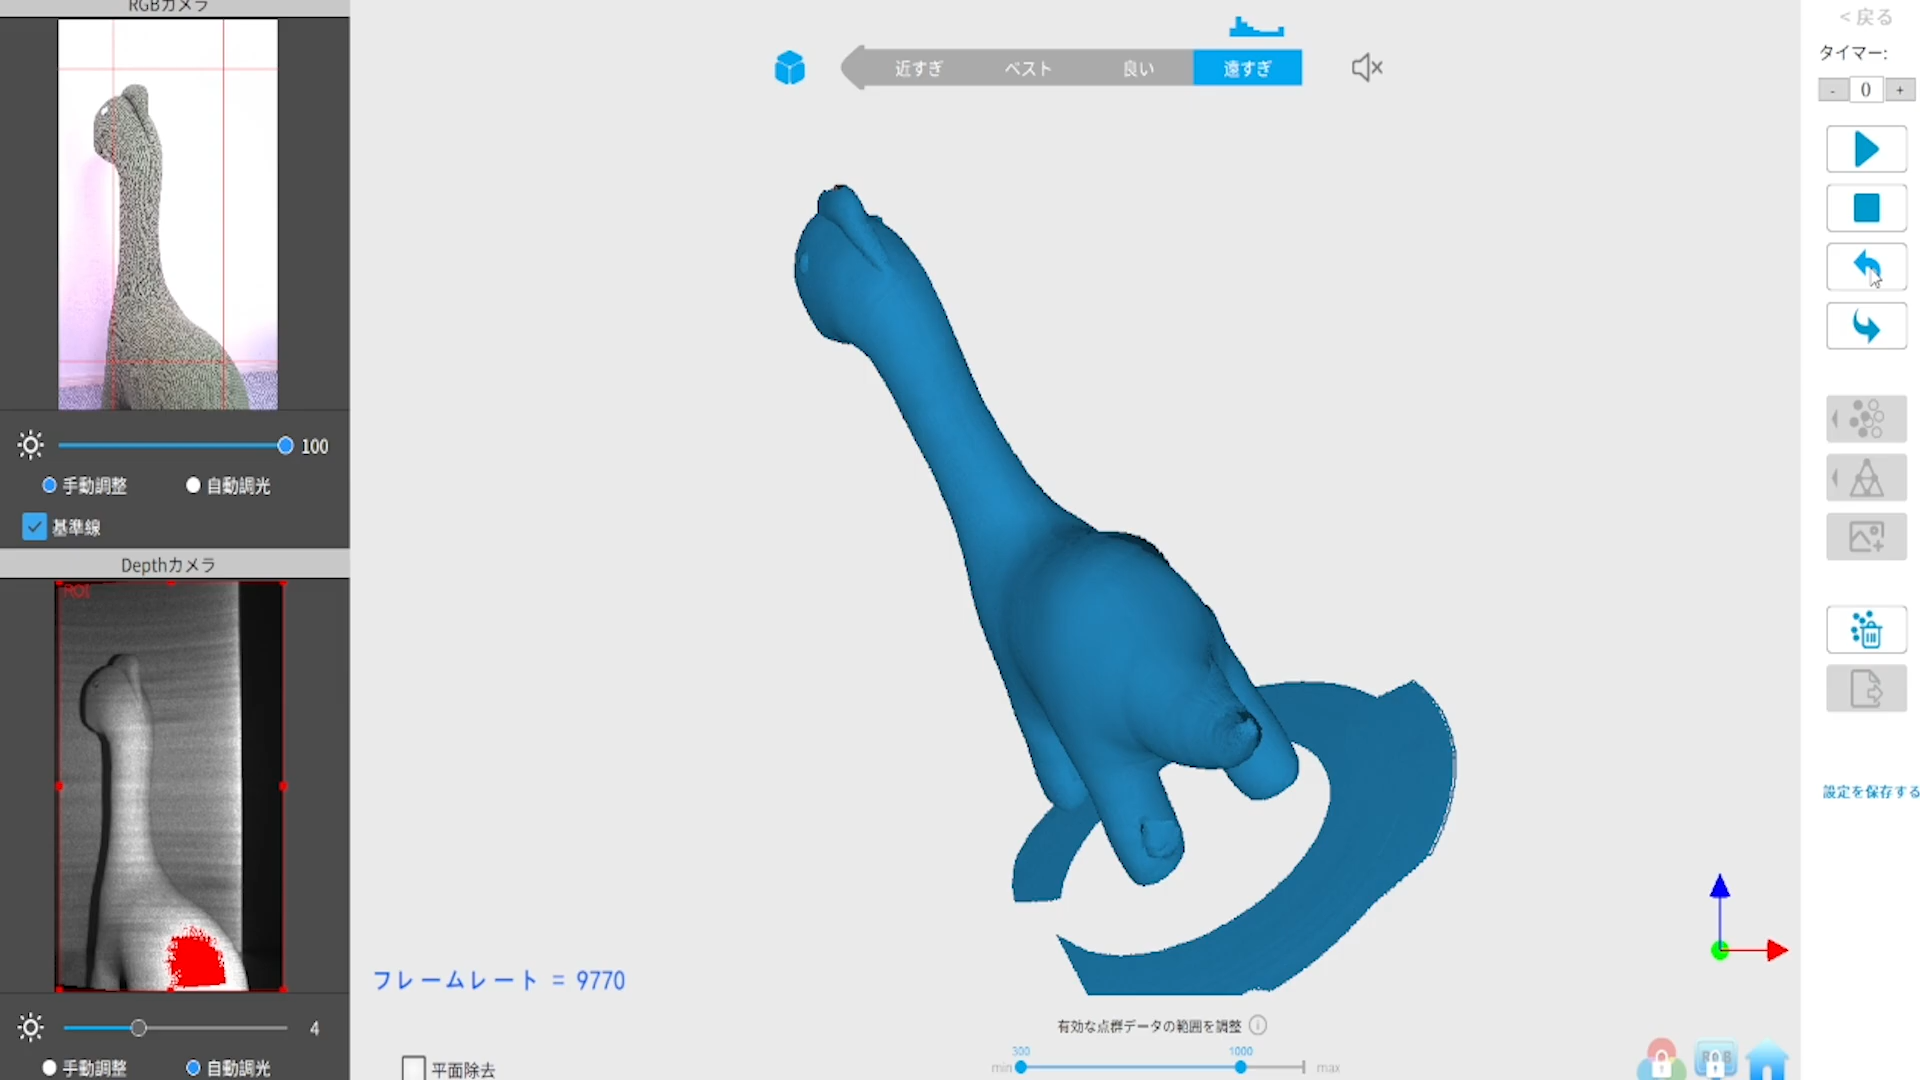 RGBカメラ
100
手動調整
自動調光
基準線
Depthカメラ
ROI
4
手動調整
自動調光
近すぎ
ベスト
良い
遠すぎ
フレームレート = 9770
平面除去
有効な点群データの範囲を調整
min
300
1000
max
< 戻る
タイマー:
- 0 +
設定を保存する